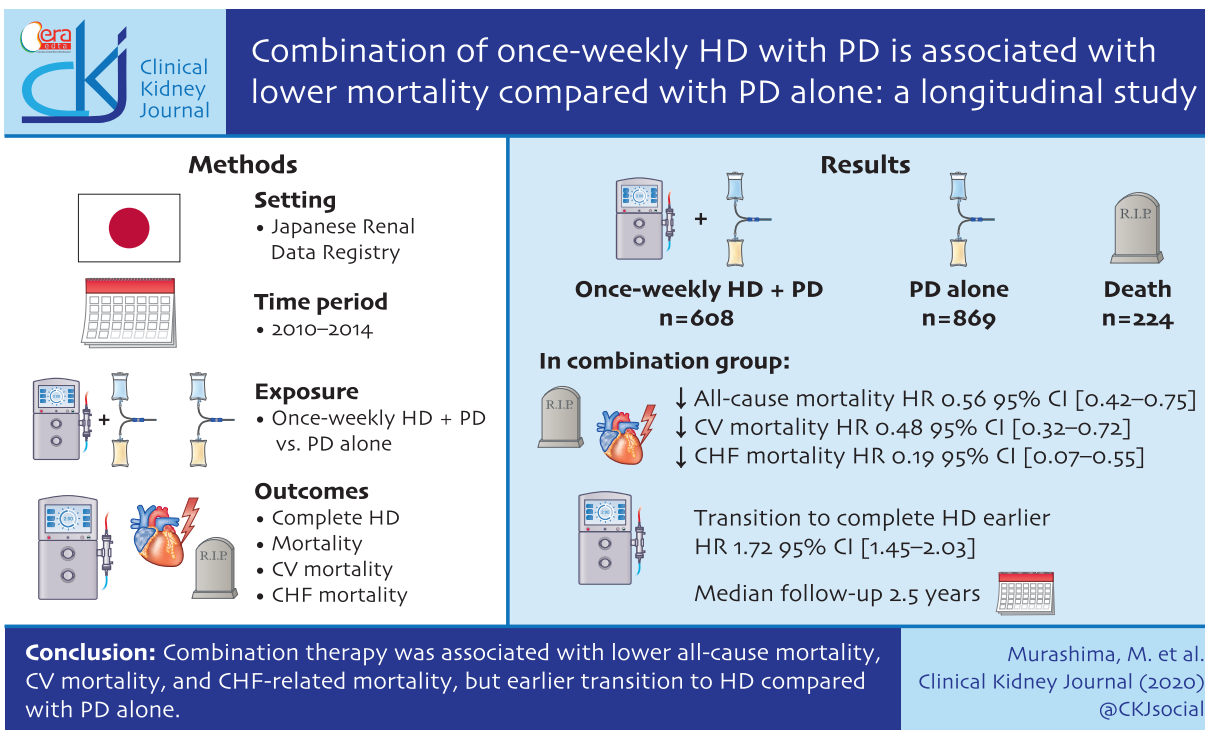 era
edta
ckj
Clinical
Kidney
Journal
Combination of once-weekly HD with PD is associated with
lower mortality compared with PD alone: a longitudinal study
Methods
Setting
• Japanese Renal
Data Registry
Time period
• 2010–2014
+
Exposure
• Once-weekly HD + PD
vs. PD alone
R.I.P.
Outcomes
• Complete HD
• Mortality
• CV mortality
• CHF mortality
Results
+
R.I.P.
Once-weekly HD + PD
n=608
PD alone
n=869
Death
n=224
In combination group:
R.I.P.
↓ All-cause mortality HR 0.56 95% CI [0.42–0.75]
↓ CV mortality HR 0.48 95% CI [0.32–0.72]
↓ CHF mortality HR 0.19 95% CI [0.07–0.55]
Transition to complete HD earlier
HR 1.72 95% CI [1.45–2.03]
Median follow-up 2.5 years
Conclusion: Combination therapy was associated with lower all-cause mortality,
CV mortality, and CHF-related mortality, but earlier transition to HD compared
with PD alone.
Murashima, M. et al.
Clinical Kidney Journal (2020)
@CKJsocial